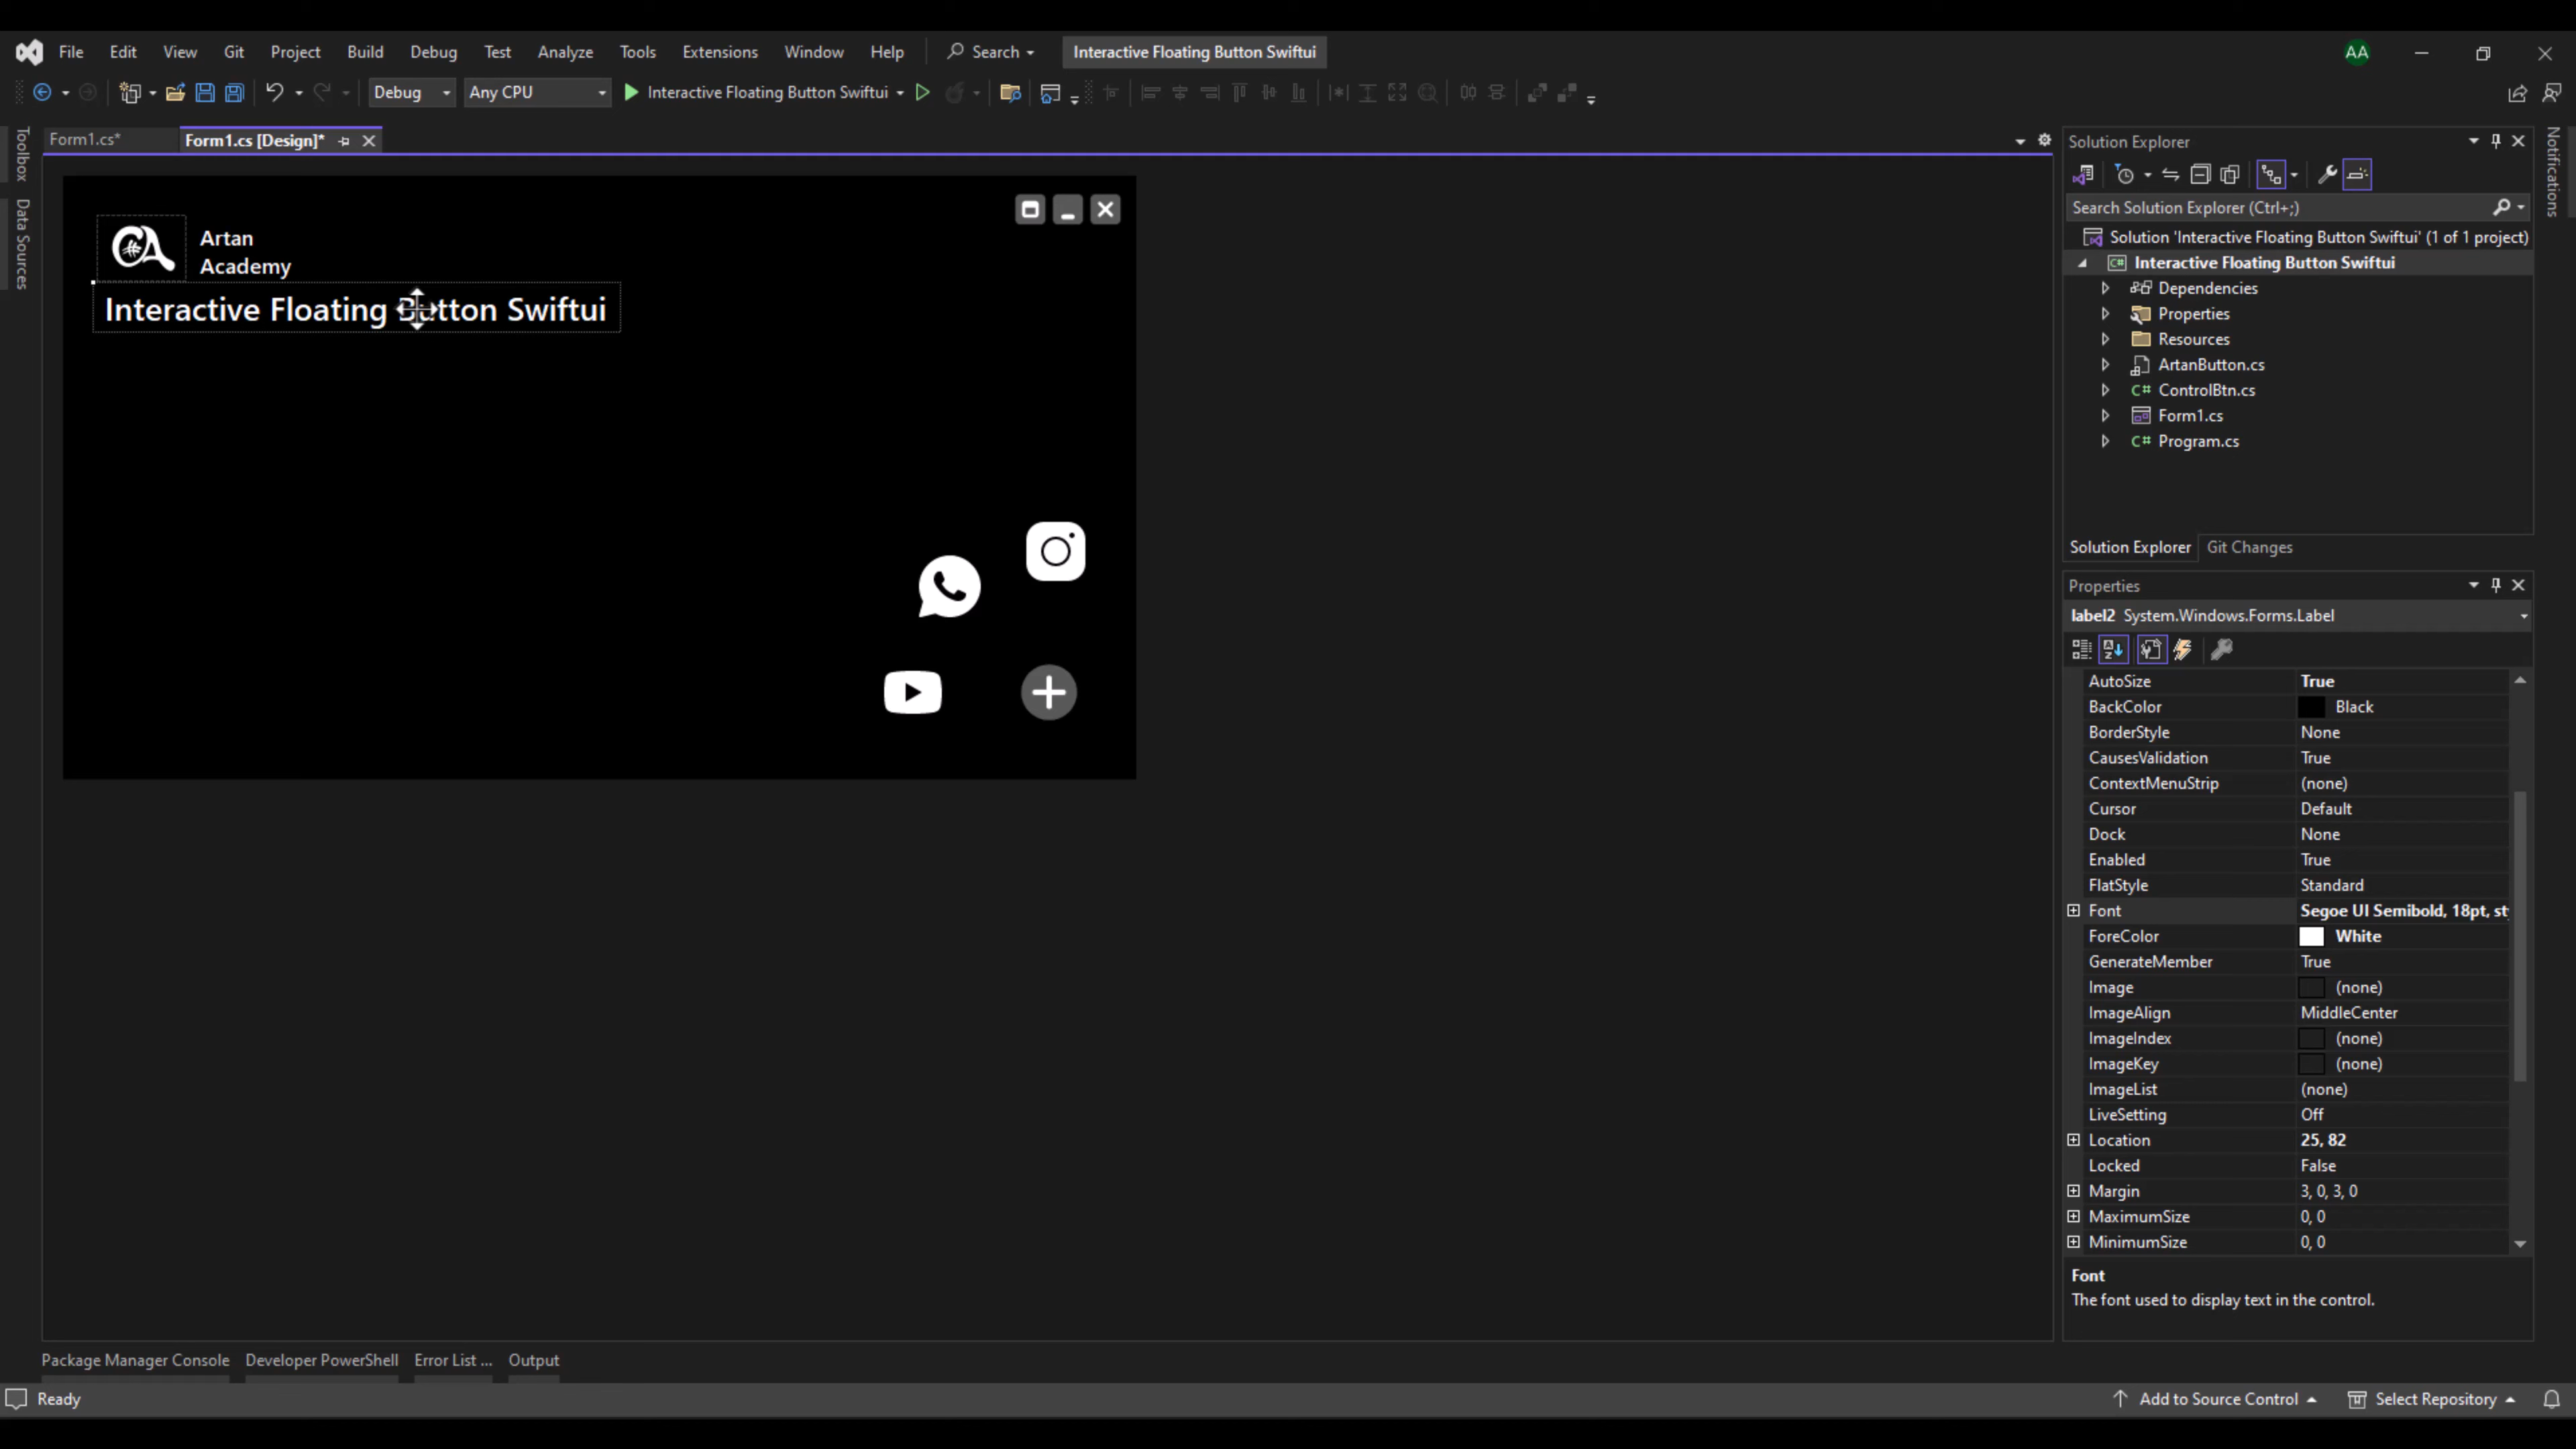 File Edit View Git Project Build Debug Test Analyze Tools Extensions Window Help Search Interactive Floating Button Swiftui AA
Debug Any CPU Interactive Floating Button Swiftui
Toolbox
Data Sources
Form1.cs* Form1.cs [Design]*
Artan
Academy
Interactive Floating Button Swiftui
Solution Explorer
Search Solution Explorer (Ctrl+;)
Solution 'Interactive Floating Button Swiftui' (1 of 1 project)
C# Interactive Floating Button Swiftui
Dependencies
Properties
Resources
ArtanButton.cs
C# ControlBtn.cs
Form1.cs
C# Program.cs
Solution Explorer Git Changes
Notifications
Properties
label2 System.Windows.Forms.Label
AutoSize True
BackColor Black
BorderStyle None
CausesValidation True
ContextMenuStrip (none)
Cursor Default
Dock None
Enabled True
FlatStyle Standard
Font Segoe UI Semibold, 18pt, st
ForeColor White
GenerateMember True
Image (none)
ImageAlign MiddleCenter
ImageIndex (none)
ImageKey (none)
ImageList (none)
LiveSetting Off
Location 25, 82
Locked False
Margin 3, 0, 3, 0
MaximumSize 0, 0
MinimumSize 0, 0
Font
The font used to display text in the control.
Package Manager Console Developer PowerShell Error List ... Output
Ready Add to Source Control Select Repository